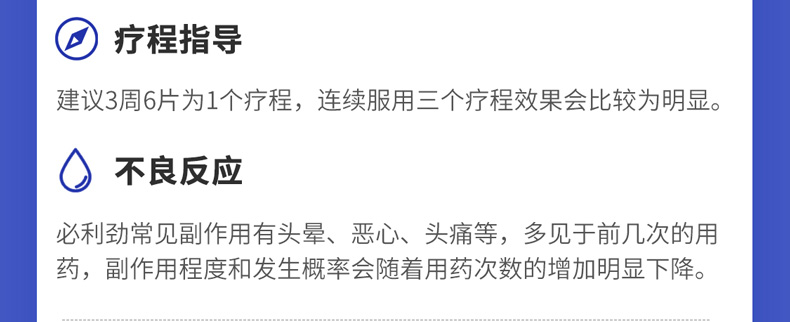 疗程指导
建议3周6片为1个疗程，连续服用三个疗程效果会比较为明显。
不良反应
必利劲常见副作用有头晕、恶心、头痛等，多见于前几次的用
药，副作用程度和发生概率会随着用药次数的增加明显下降。